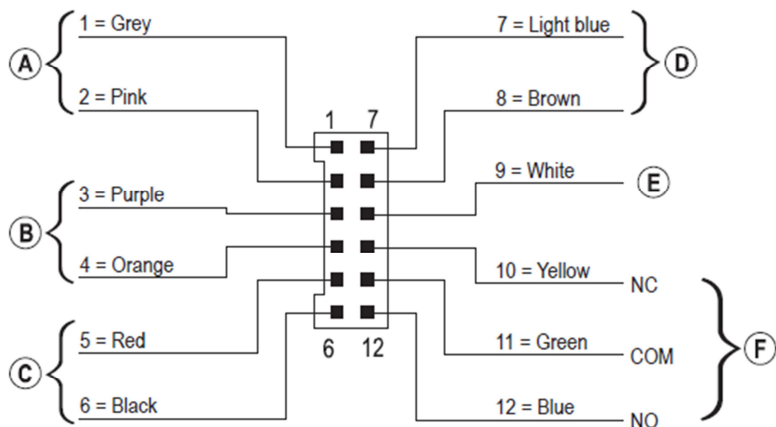 1 = Grey
A
2 = Pink
3 = Purple
B
4 = Orange
5 = Red
C
6 = Black
1 7
6 12
7 = Light blue
D
8 = Brown
9 = White E
10 = Yellow NC
11 = Green COM
F
12 = Blue NO